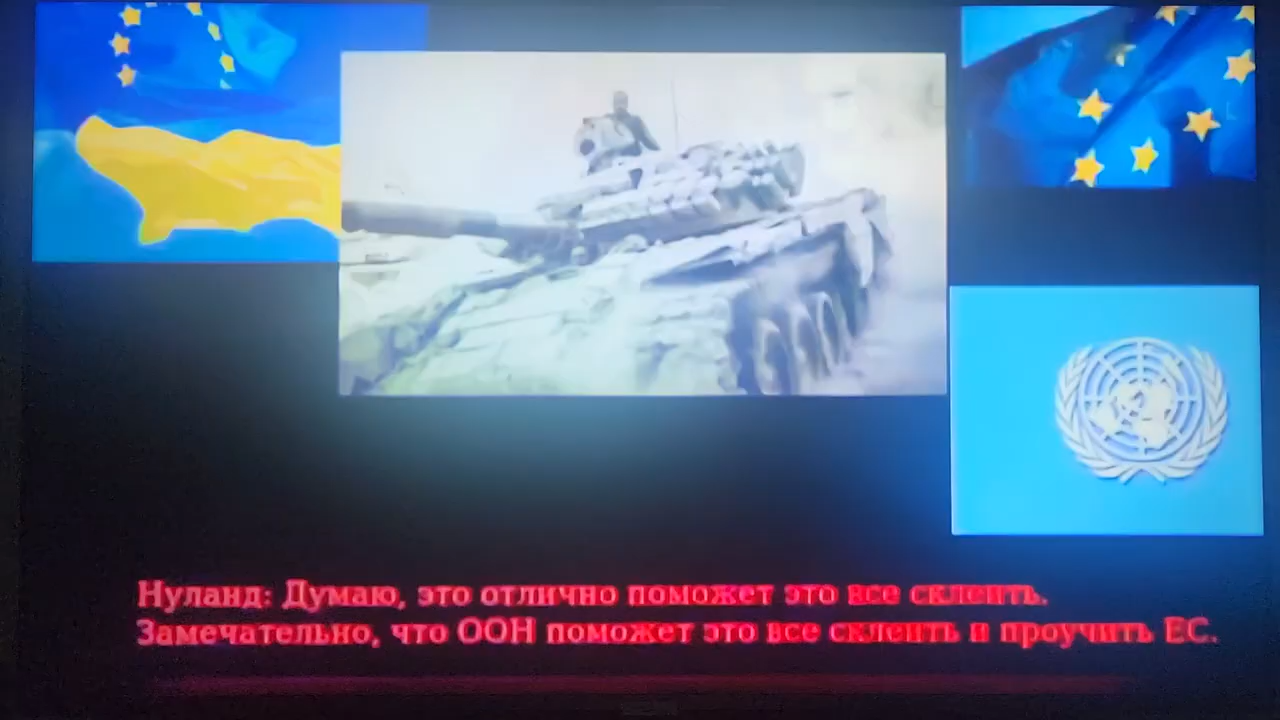 Нуланд: Думаю, это отлично поможет это все склеить.
Замечательно, что ООН поможет это все склеить и проучить ЕС.